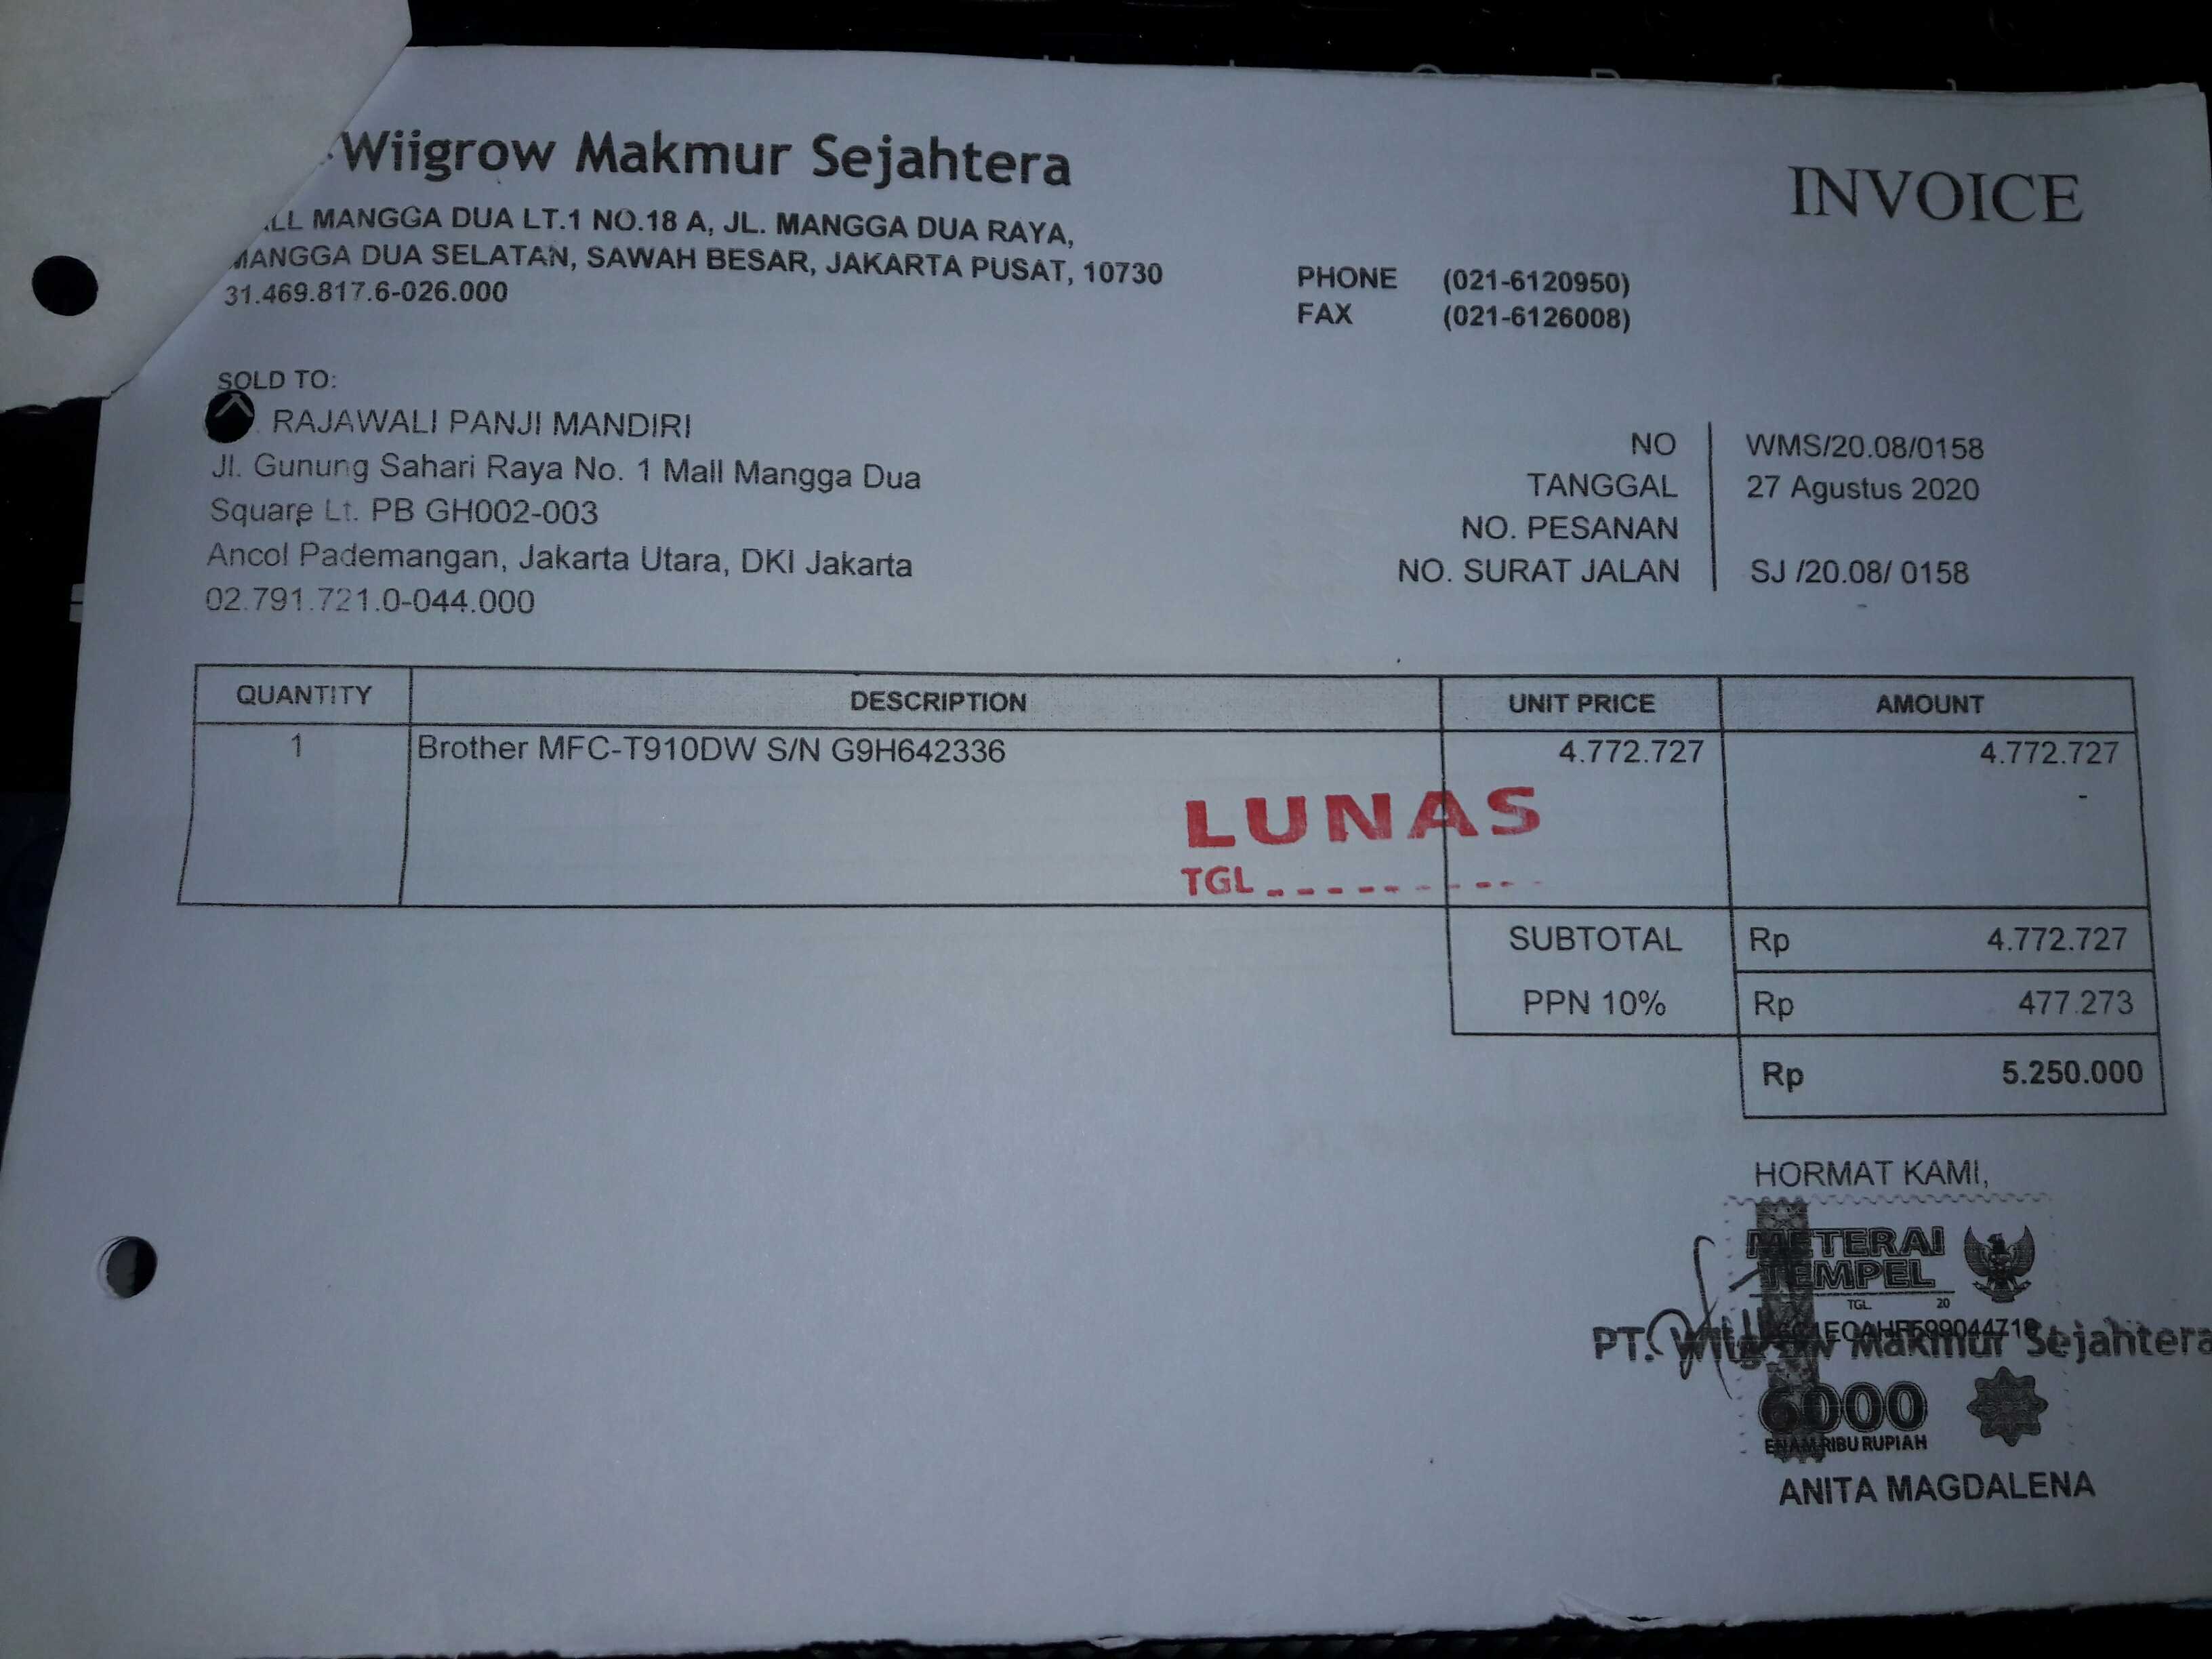 Wiigrow Makmur Sejahtera
INVOICE
MANGGA DUA LT.1 NO.18 A, JL. MANGGA DUA RAYA,
MANGGA DUA SELATAN, SAWAH BESAR, JAKARTA PUSAT, 10730
31.469.817.6-026.000
PHONE (021-6120950)
FAX (021-6126008)
SOLD TO:
RAJAWALI PANJI MANDIRI
Jl. Gunung Sahari Raya No. 1 Mall Mangga Dua
Square Lt. PB GH002-003
Ancol Pademangan, Jakarta Utara, DKI Jakarta
02.791.721.0-044.000
NO WMS/20.08/0158
TANGGAL 27 Agustus 2020
NO. PESANAN
NO. SURAT JALAN SJ /20.08/ 0158
QUANTITY DESCRIPTION UNIT PRICE AMOUNT
1 Brother MFC-T910DW S/N G9H642336 4.772.727 4.772.727
-
LUNAS
TGL
SUBTOTAL Rp 4.772.727
PPN 10% Rp 477.273
Rp 5.250.000
HORMAT KAMI,
METERAI
TEMPEL
TGL. 20
PT. Wiigrow Makmur Sejahtera
6000
ENAM RIBU RUPIAH
ANITA MAGDALENA